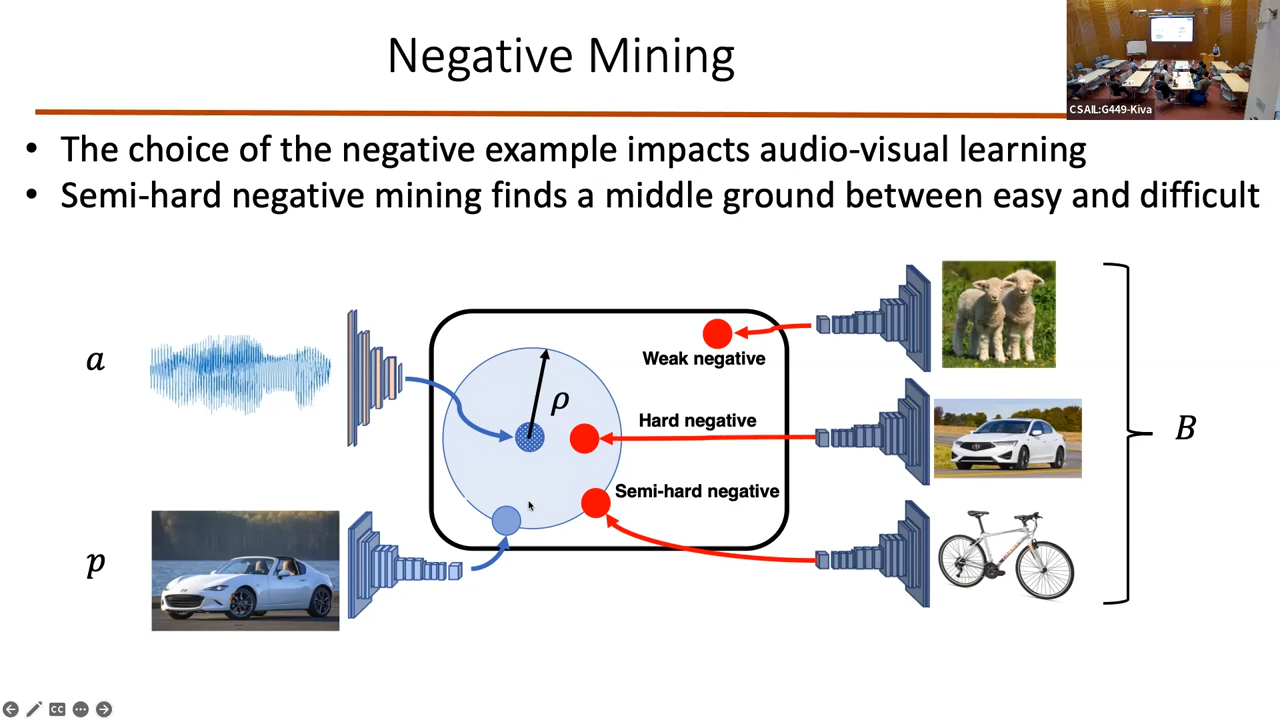 Negative Mining
CSAIL:G449-Kiva
• The choice of the negative example impacts audio-visual learning
• Semi-hard negative mining finds a middle ground between easy and difficult
a
ρ
Weak negative
Hard negative
B
Semi-hard negative
p
CC